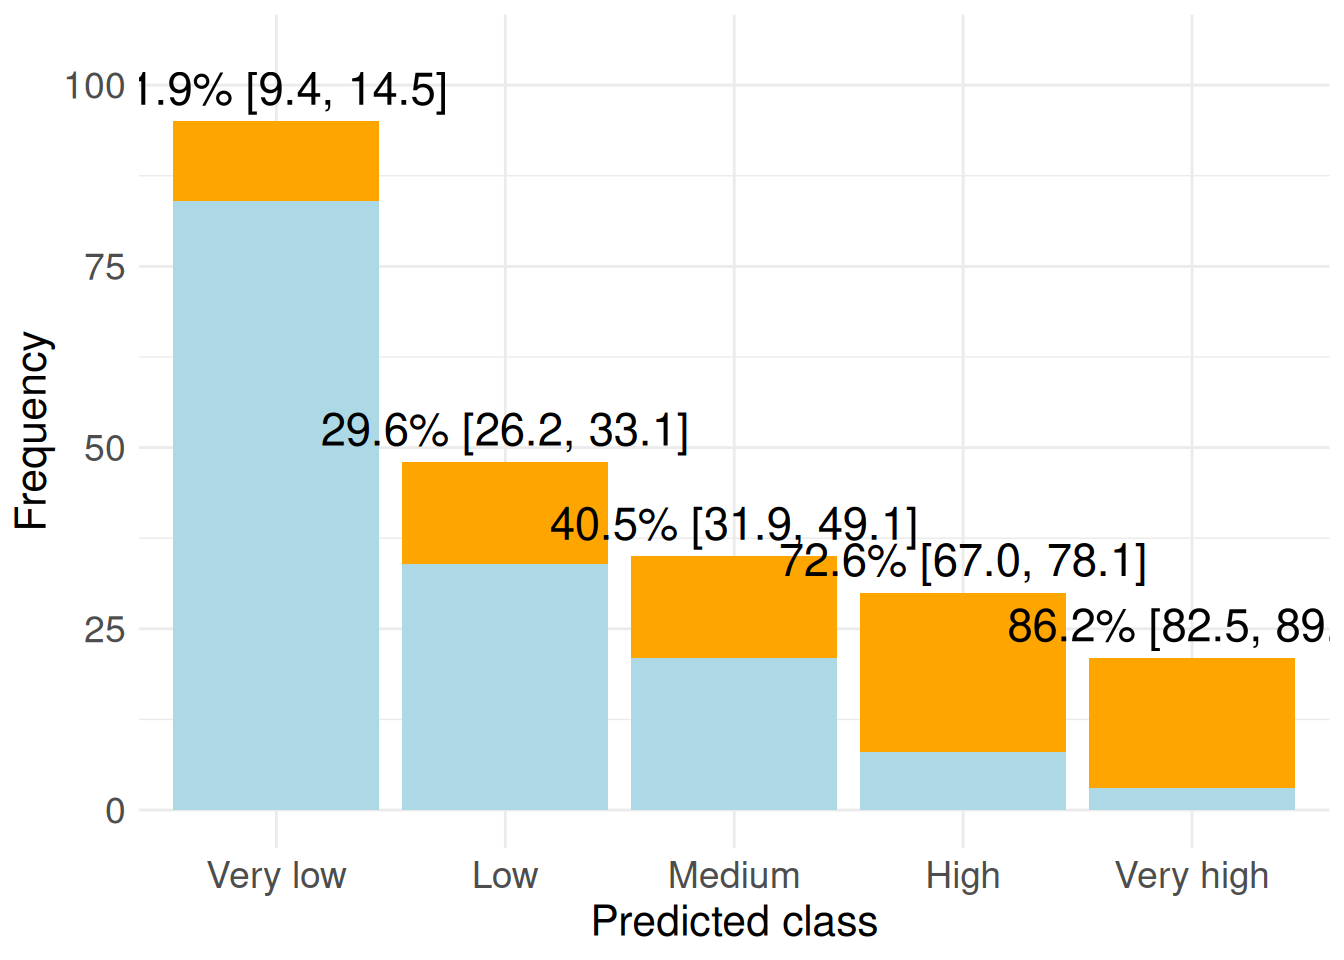 1.9% [9.4, 14.5]
29.6% [26.2, 33.1]
40.5% [31.9, 49.1]
72.6% [67.0, 78.1]
86.2% [82.5, 89.
100
75
50
25
0
Frequency
Very low Low Medium High Very high
Predicted class